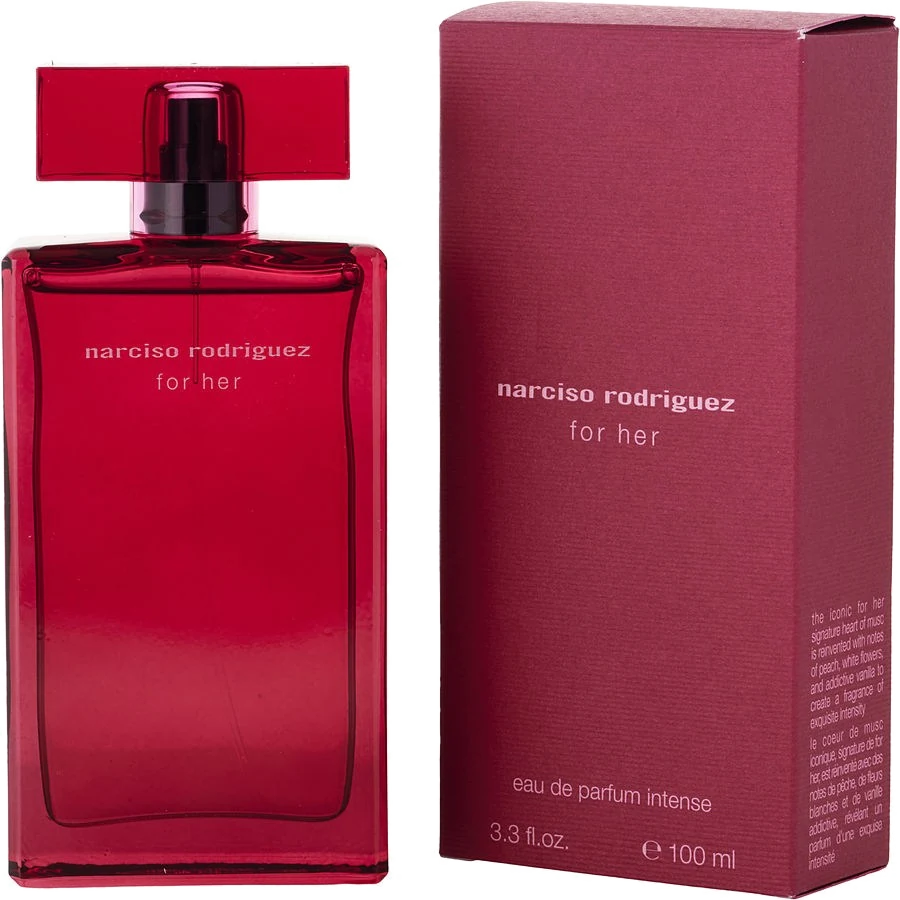 narciso rodriguez
for her
narciso rodriguez
for her
eau de parfum intense
3.3 fl.oz. ℮ 100 ml
the iconic for her
signature heart of musc
is reinvented with notes
of peach, white flowers,
and addictive vanilla to
create a fragrance of
exquisite intensity
le coeur de musc
iconique, signature de for
her, est réinventé avec des
notes de pêche, de fleurs
blanches et de vanille
addictive, révélant un
parfum d'une exquise
intensité